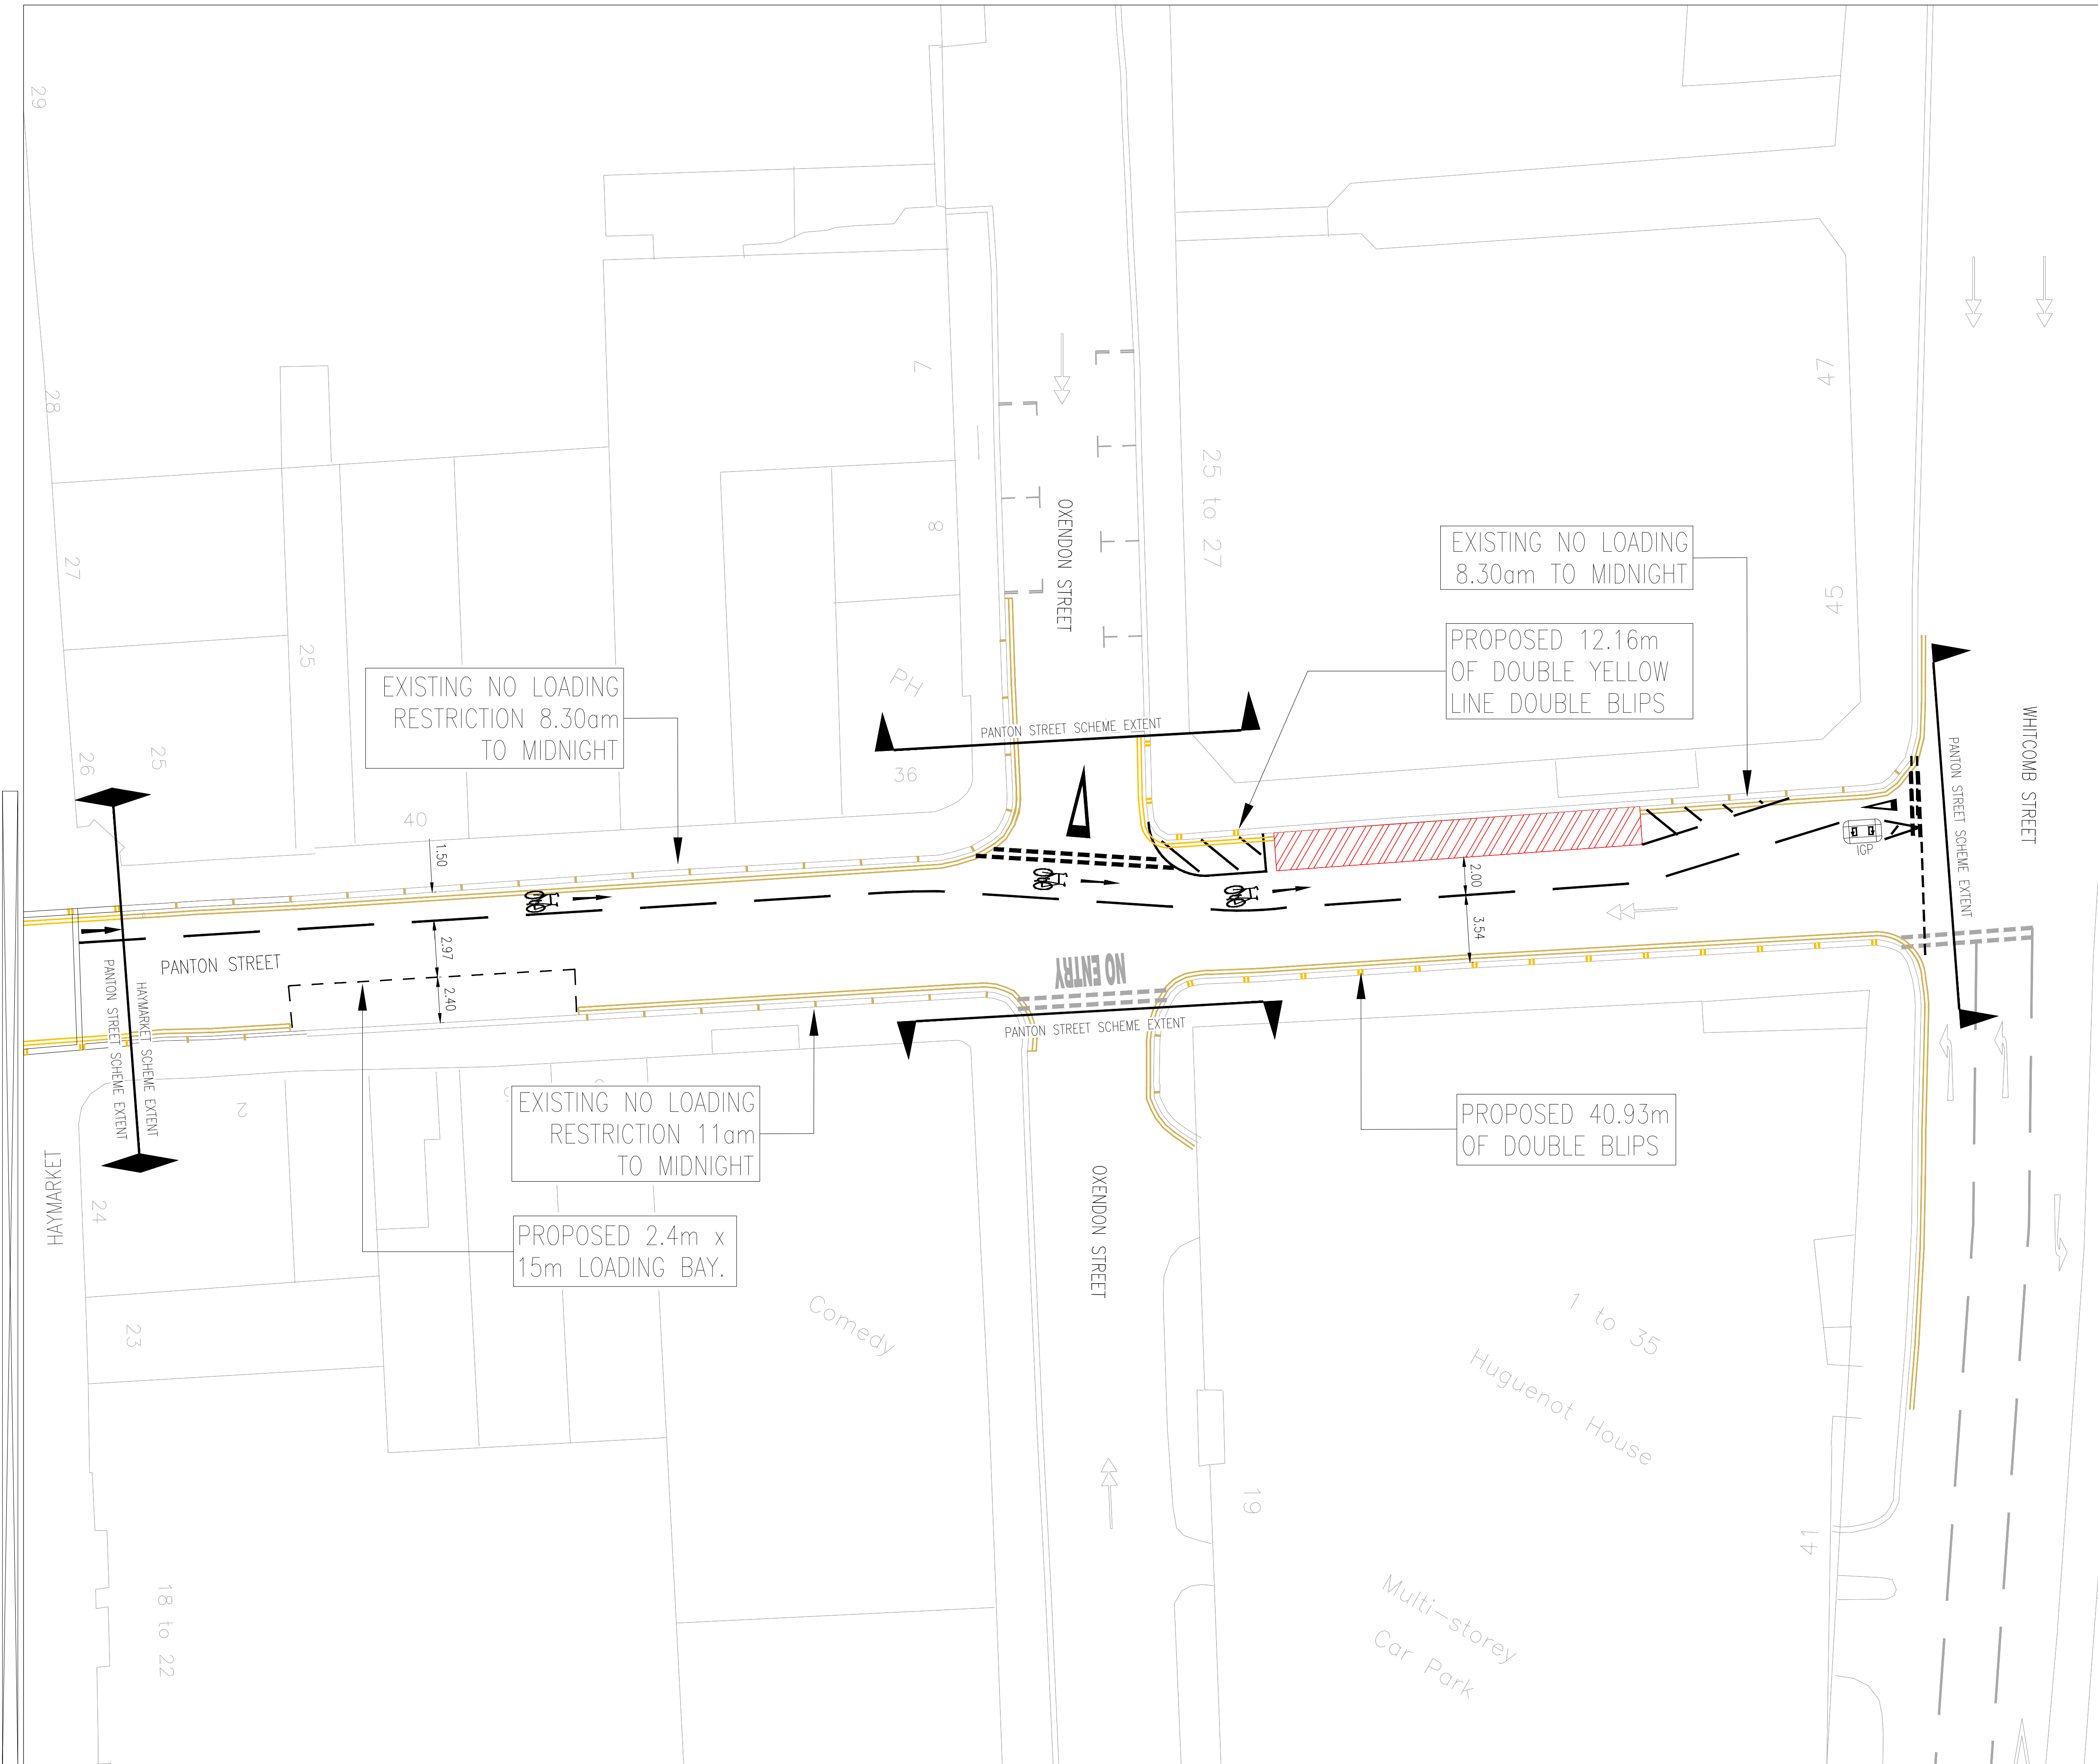 29
28
27
26
25
25
40
7
8
PH
36
OXENDON STREET
25 to 27
47
45
EXISTING NO LOADING
8.30am TO MIDNIGHT
PROPOSED 12.16m
OF DOUBLE YELLOW
LINE DOUBLE BLIPS
EXISTING NO LOADING
RESTRICTION 8.30am
TO MIDNIGHT
PANTON STREET SCHEME EXTENT
WHITCOMB STREET
PANTON STREET SCHEME EXTENT
IGP
1.50
2.97
2.40
2.00
3.54
PANTON STREET
NO ENTRY
PANTON STREET SCHEME EXTENT
HAYMARKET SCHEME EXTENT
PANTON STREET SCHEME EXTENT
EXISTING NO LOADING
RESTRICTION 11am
TO MIDNIGHT
PROPOSED 2.4m x
15m LOADING BAY.
PROPOSED 40.93m
OF DOUBLE BLIPS
HAYMARKET
2
24
23
18 to 22
Comedy
OXENDON STREET
19
1 to 35
Huguenot House
Multi-storey
Car Park
41